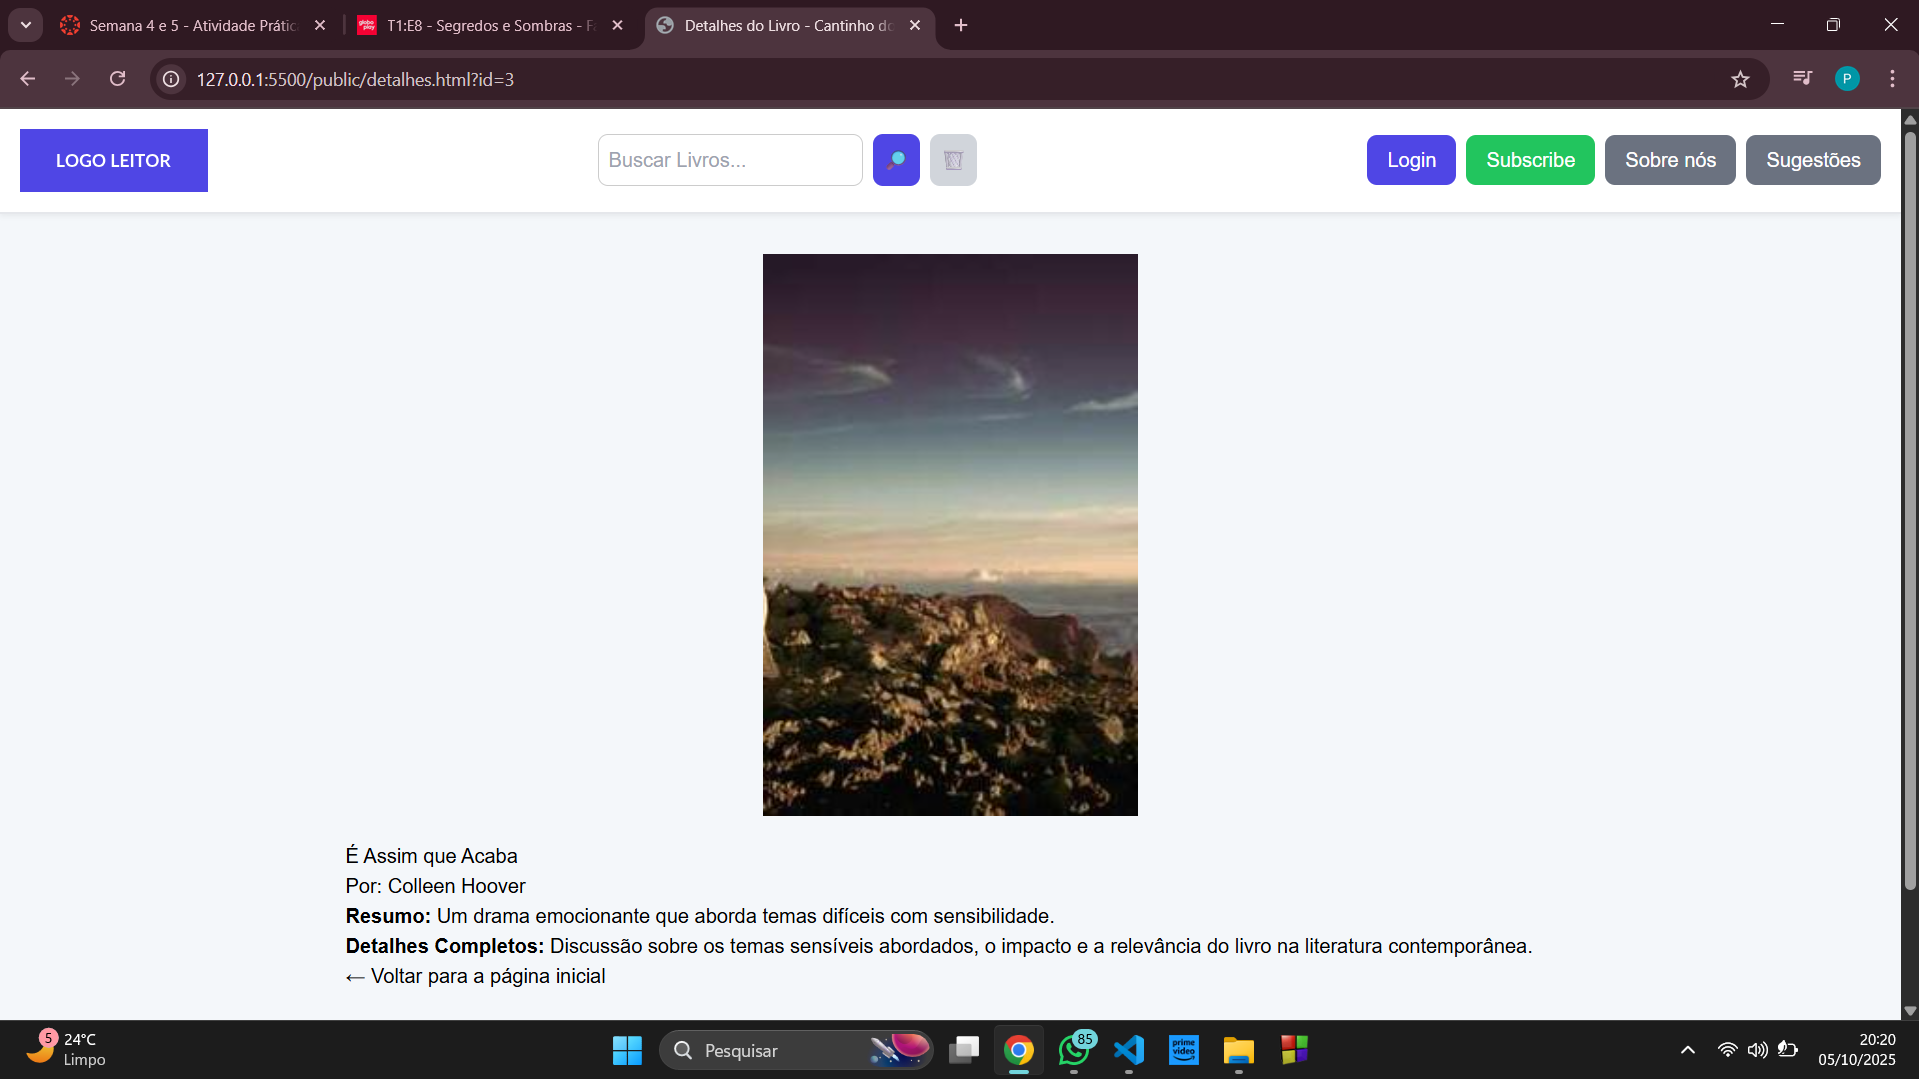 Semana 4 e 5 - Atividade Prátic
T1:E8 - Segredos e Sombras - Fa
Detalhes do Livro - Cantinho do
127.0.0.1:5500/public/detalhes.html?id=3
P
LOGO LEITOR
Buscar Livros...
Login
Subscribe
Sobre nós
Sugestões
É Assim que Acaba
Por: Colleen Hoover
Resumo: Um drama emocionante que aborda temas difíceis com sensibilidade.
Detalhes Completos: Discussão sobre os temas sensíveis abordados, o impacto e a relevância do livro na literatura contemporânea.
← Voltar para a página inicial
5
24°C
Limpo
Pesquisar
85
prime video
20:20
05/10/2025